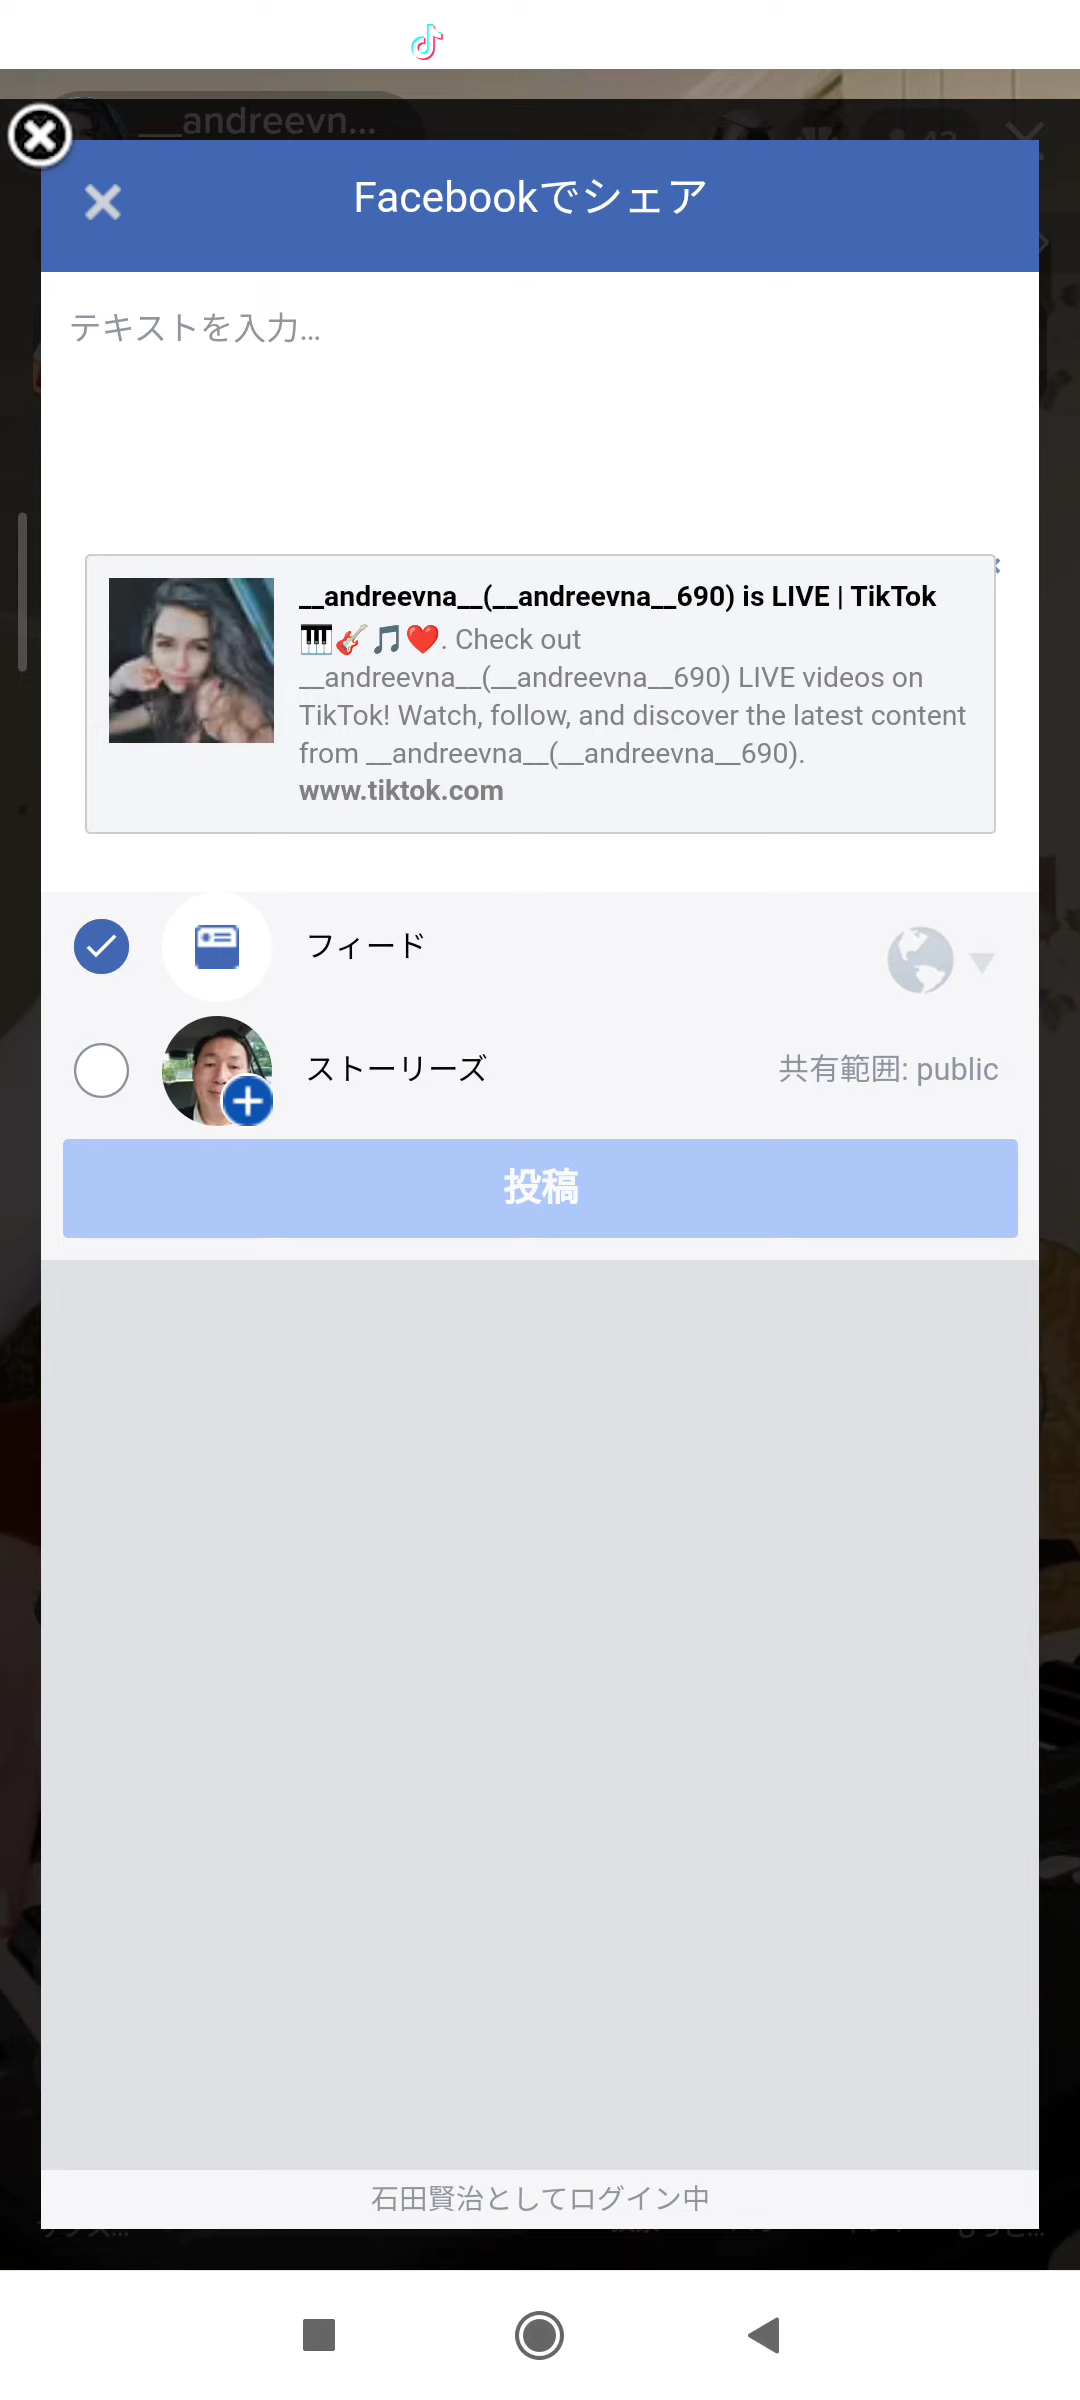 __andreevn...
Facebookでシェア
テキストを入力...
__andreevna__(__andreevna__690) is LIVE | TikTok
🎹🎸🎵❤️. Check out
__andreevna__(__andreevna__690) LIVE videos on
TikTok! Watch, follow, and discover the latest content
from __andreevna__(__andreevna__690).
www.tiktok.com
フィード
ストーリーズ
共有範囲: public
投稿
石田賢治としてログイン中